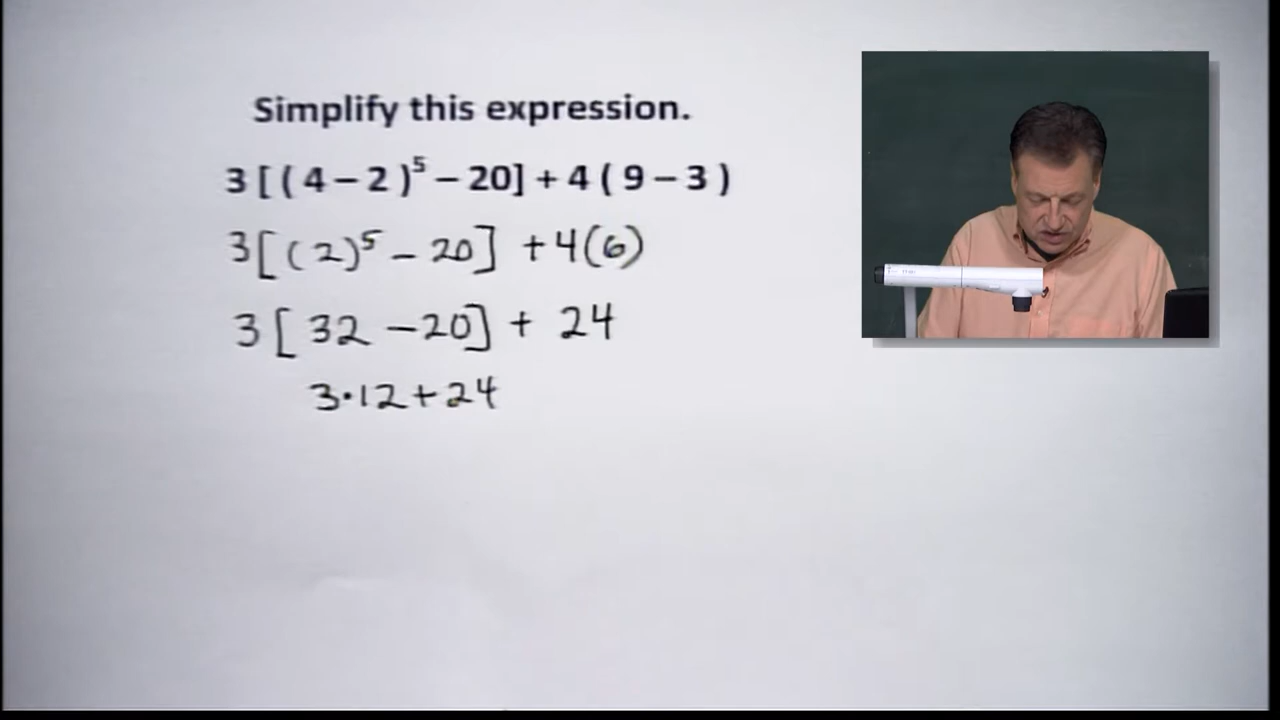 Simplify this expression.
3 [ ( 4 – 2 )⁵ – 20] + 4 ( 9 – 3 )
3[(2)⁵ – 20] + 4(6)
3 [ 32 – 20] + 24
3·12+24